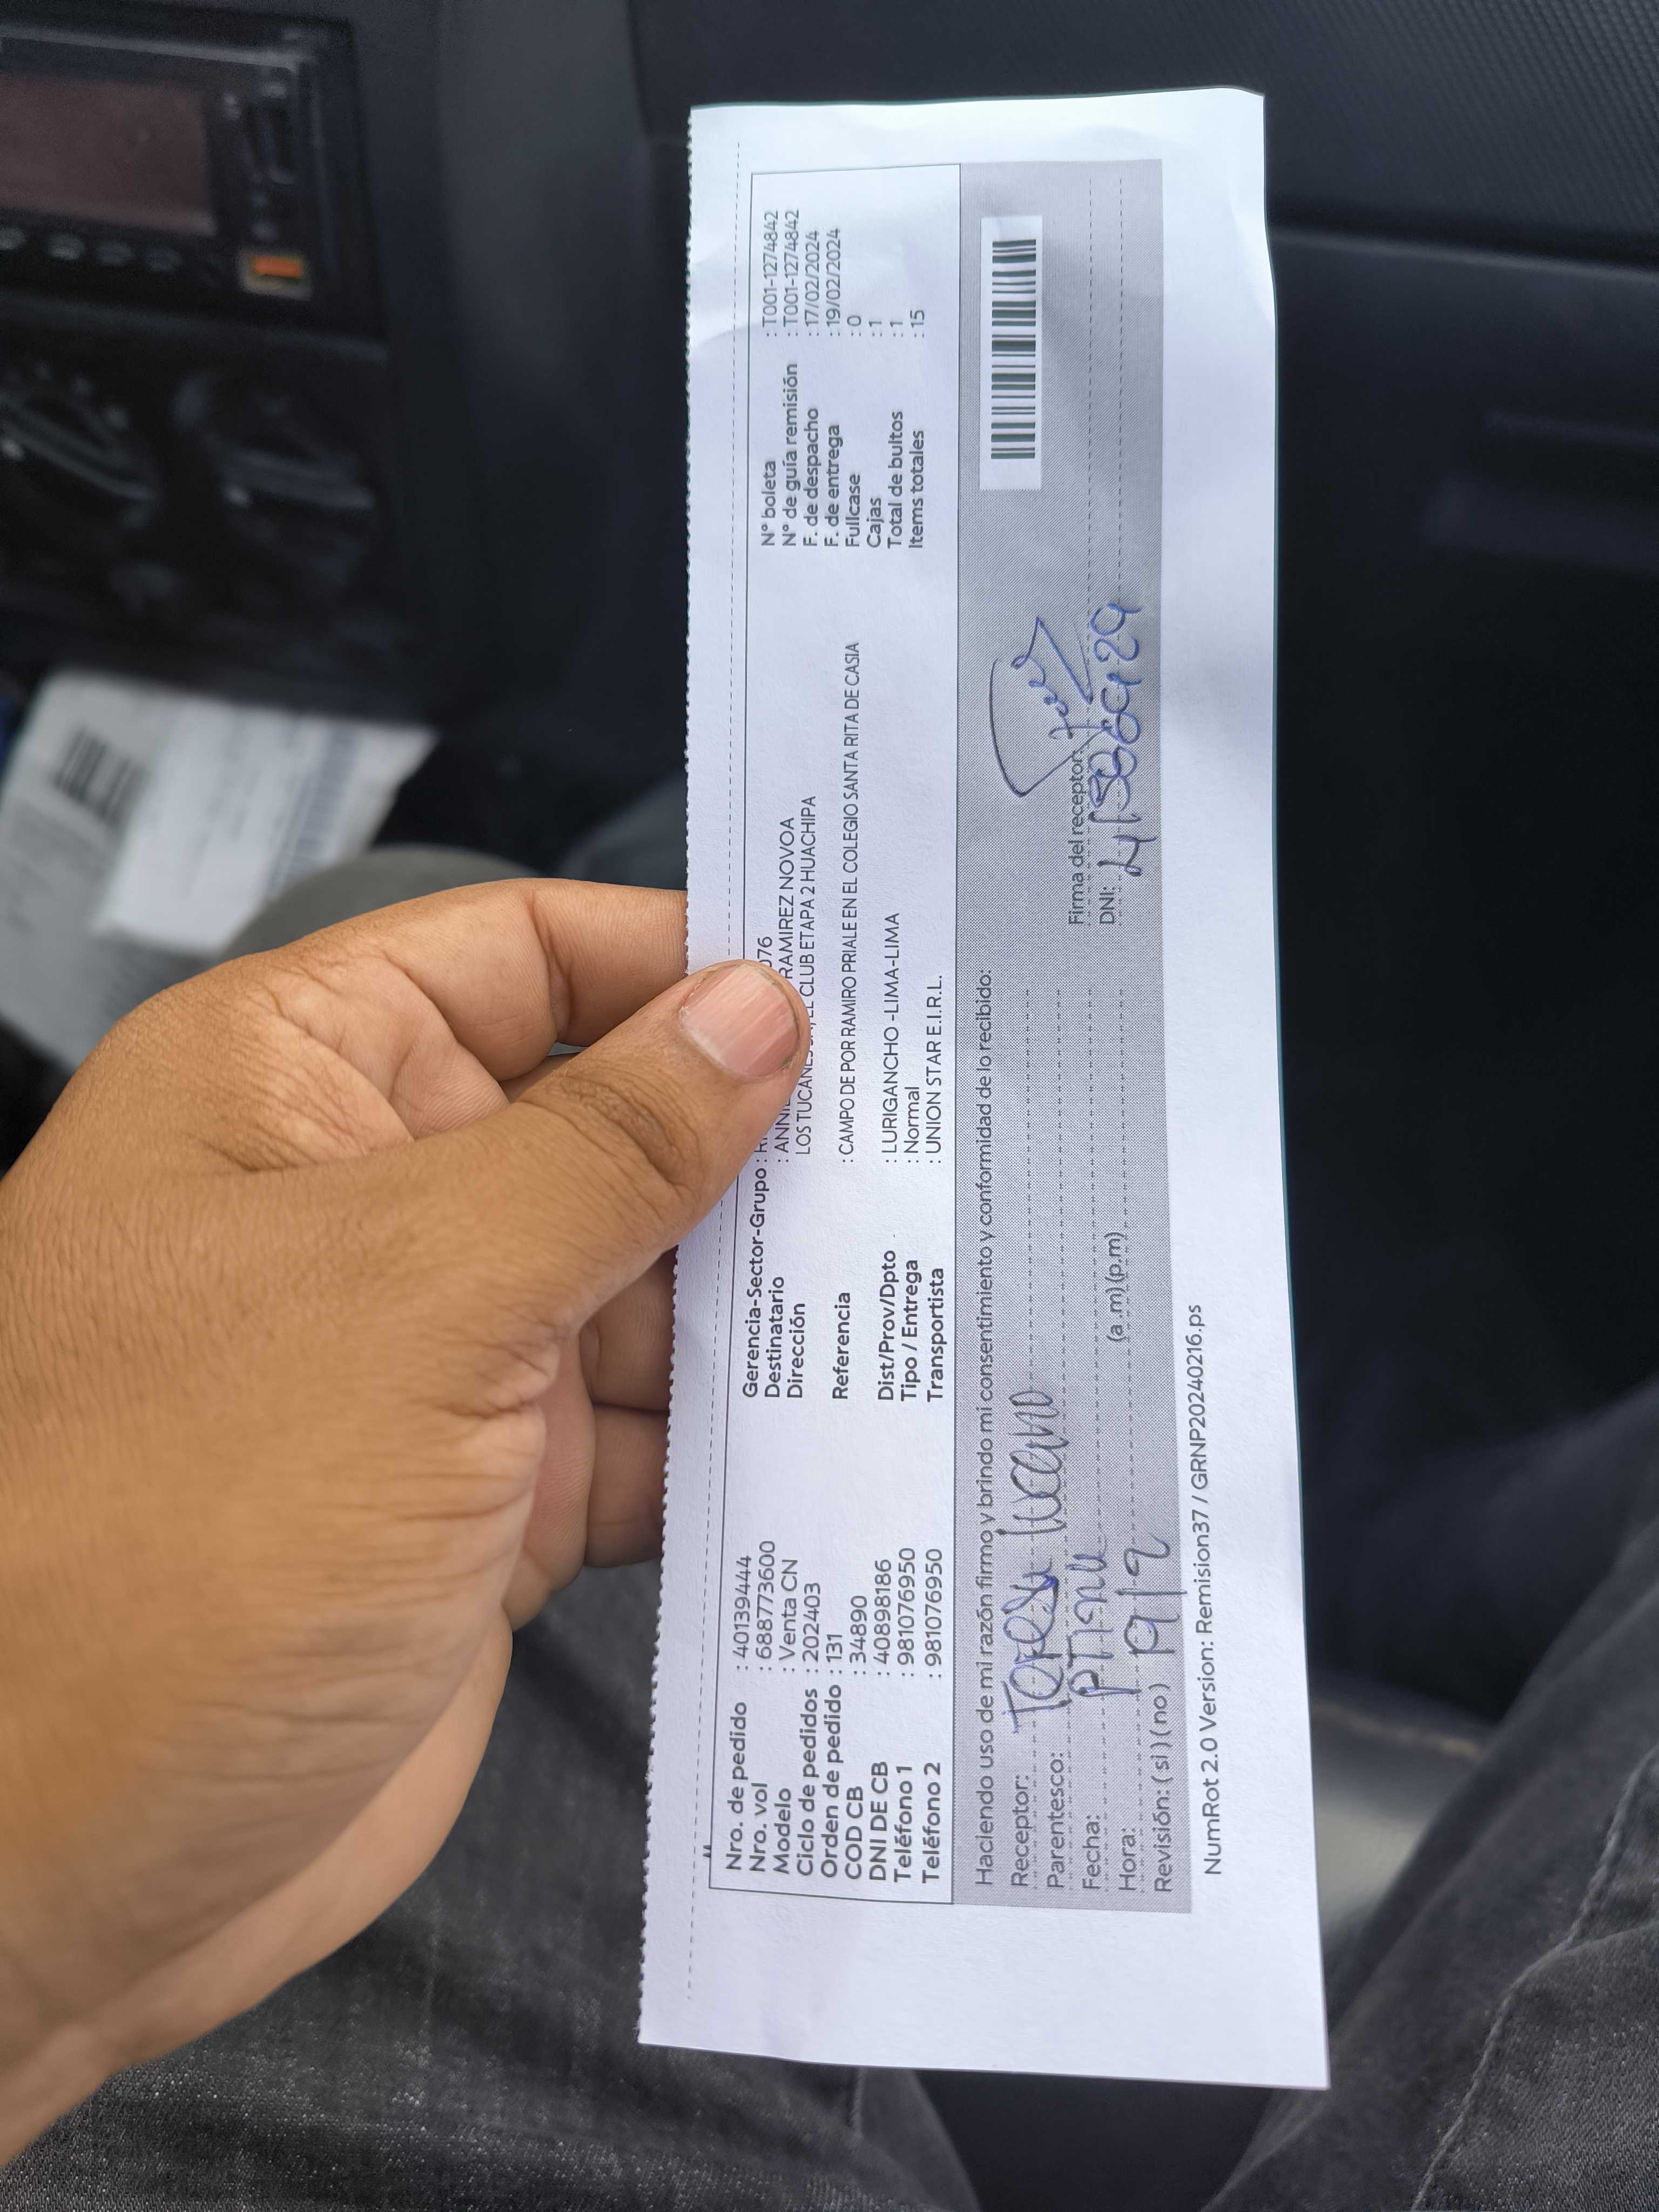 Nro. de pedido : 40139444
Nro. vol : 6887773600
Modelo : Venta CN
Ciclo de pedidos : 202403
Orden de pedido : 131
COD CB : 34890
DNI DE CB : 40898186
Teléfono 1 : 981076950
Teléfono 2 : 981076950
Gerencia-Sector-Grupo :
Destinatario : RAMIREZ NOVOA
Dirección LOS CLUB ETAPA 2 HUACHIPA
Referencia : CAMPO DE POR RAMIRO PRIALE EN EL COLEGIO SANTA RITA DE CASIA
Dist/Prov/Dpto : LURIGANCHO -LIMA-LIMA
Tipo / Entrega : Normal
Transportista : UNION STAR E.I.R.L.
N° boleta : T001-1274842
N° de guía remisión : T001-1274842
F. de despacho : 17/02/2024
F. de entrega : 19/02/2024
Fullcase : 0
Cajas : 1
Total de bultos : 1
Items totales : 15
Haciendo uso de mi razón firmo y brindo mi consentimiento y conformidad de lo recibido:
Receptor:
Parentesco:
Fecha:
Hora: (a .m) (p.m)
Revisión: ( si ) ( no )
Firma del receptor:
DNI:
NumRot 2.0 Version: Remision37 / GRNP20240216.ps